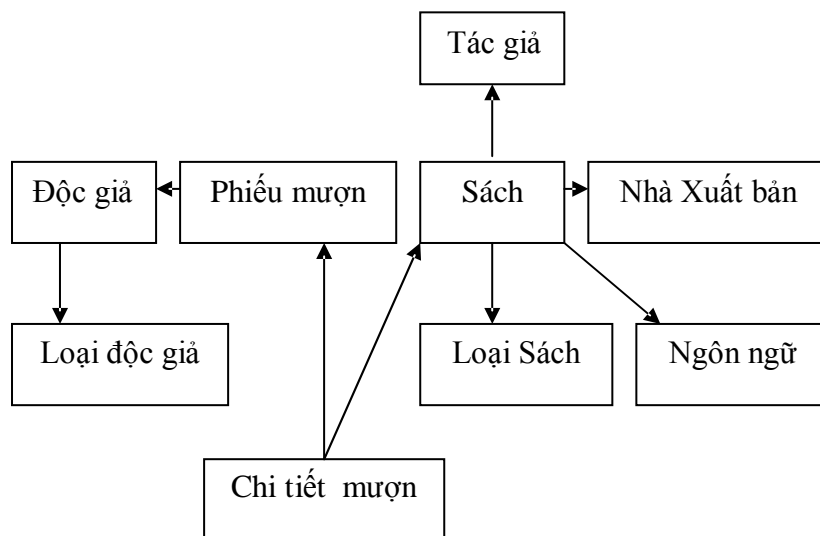 Tác giả
Độc giả
Phiếu mượn
Sách
Nhà Xuất bản
Loại độc giả
Loại Sách
Ngôn ngữ
Chi tiết mượn